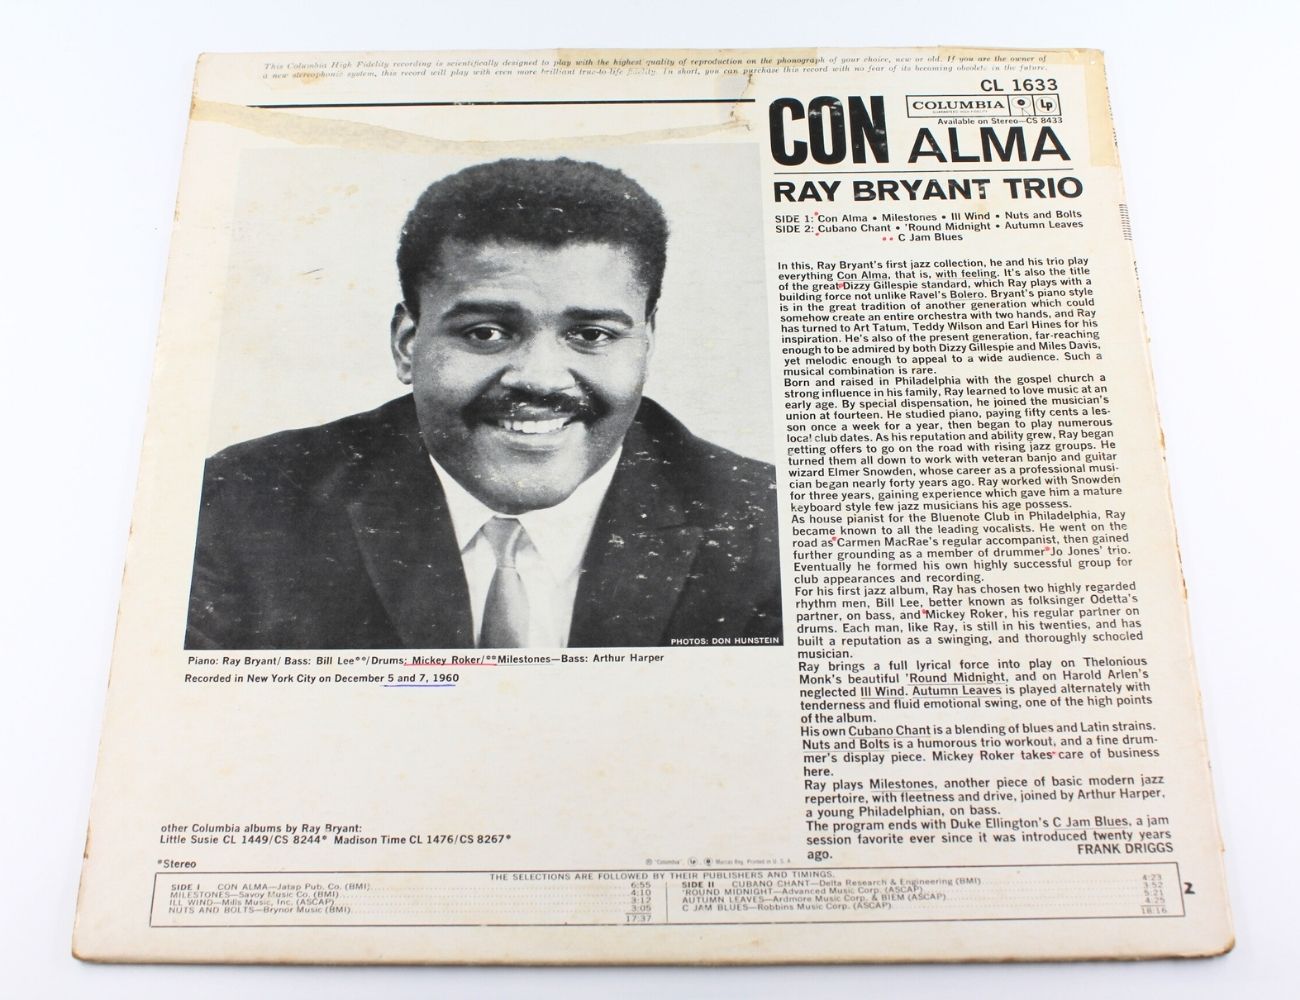 This Columbia High Fidelity recording is scientifically designed to play with the highest quality of reproduction on the phonograph of your choice, new or old. If you are the owner of
a new stereophonic system, this record will play with even more brilliant true-to-life fidelity. In short, you can purchase this record with no fear of its becoming obsolete in the future.
CL 1633
COLUMBIA Lp
Available on Stereo—CS 8433
CON ALMA
RAY BRYANT TRIO
SIDE 1: Con Alma • Milestones • Ill Wind • Nuts and Bolts
SIDE 2: Cubano Chant • 'Round Midnight • Autumn Leaves
• • C Jam Blues
In this, Ray Bryant's first jazz collection, he and his trio play
everything Con Alma, that is, with feeling. It's also the title
of the great Dizzy Gillespie standard, which Ray plays with a
building force not unlike Ravel's Bolero. Bryant's piano style
is in the great tradition of another generation which could
somehow create an entire orchestra with two hands, and Ray
has turned to Art Tatum, Teddy Wilson and Earl Hines for his
inspiration. He's also of the present generation, far-reaching
enough to be admired by both Dizzy Gillespie and Miles Davis,
yet melodic enough to appeal to a wide audience. Such a
musical combination is rare.
Born and raised in Philadelphia with the gospel church a
strong influence in his family, Ray learned to love music at an
early age. By special dispensation, he joined the musician's
union at fourteen. He studied piano, paying fifty cents a les-
son once a week for a year, then began to play numerous
local club dates. As his reputation and ability grew, Ray began
getting offers to go on the road with rising jazz groups. He
turned them all down to work with veteran banjo and guitar
wizard Elmer Snowden, whose career as a professional musi-
cian began nearly forty years ago. Ray worked with Snowden
for three years, gaining experience which gave him a mature
keyboard style few jazz musicians his age possess.
As house pianist for the Bluenote Club in Philadelphia, Ray
became known to all the leading vocalists. He went on the
road as Carmen MacRae's regular accompanist, then gained
further grounding as a member of drummer Jo Jones' trio.
Eventually he formed his own highly successful group for
club appearances and recording.
For his first jazz album, Ray has chosen two highly regarded
rhythm men, Bill Lee, better known as folksinger Odetta's
partner, on bass, and Mickey Roker, his regular partner on
drums. Each man, like Ray, is still in his twenties, and has
built a reputation as a swinging, and thoroughly schooled
musician.
Ray brings a full lyrical force into play on Thelonious
Monk's beautiful 'Round Midnight, and on Harold Arlen's
neglected Ill Wind. Autumn Leaves is played alternately with
tenderness and fluid emotional swing, one of the high points
of the album.
His own Cubano Chant is a blending of blues and Latin strains.
Nuts and Bolts is a humorous trio workout, and a fine drum-
mer's display piece. Mickey Roker takes care of business
here.
Ray plays Milestones, another piece of basic modern jazz
repertoire, with fleetness and drive, joined by Arthur Harper,
a young Philadelphian, on bass.
The program ends with Duke Ellington's C Jam Blues, a jam
session favorite ever since it was introduced twenty years
ago. FRANK DRIGGS
PHOTOS: DON HUNSTEIN
Piano: Ray Bryant/ Bass: Bill Lee**/Drums: Mickey Roker/**Milestones—Bass: Arthur Harper
Recorded in New York City on December 5 and 7, 1960
other Columbia albums by Ray Bryant:
Little Susie CL 1449/CS 8244* Madison Time CL 1476/CS 8267*
*Stereo
® "Columbia", Marcas Reg. Printed in U. S. A.
THE SELECTIONS ARE FOLLOWED BY THEIR PUBLISHERS AND TIMINGS.
SIDE I CON ALMA—Jatap Pub. Co. (BMI) 6:55
MILESTONES—Savoy Music Co. (BMI) 4:10
ILL WIND—Mills Music, Inc. (ASCAP) 3:12
NUTS AND BOLTS—Brynor Music (BMI) 3:05
17:37
SIDE II CUBANO CHANT—Delta Research & Engineering (BMI) 4:23
'ROUND MIDNIGHT—Advanced Music Corp. (ASCAP) 3:52
AUTUMN LEAVES—Ardmore Music Corp. & BIEM (ASCAP) 5:21
C JAM BLUES—Robbins Music Corp. (ASCAP) 4:25
18:16
2